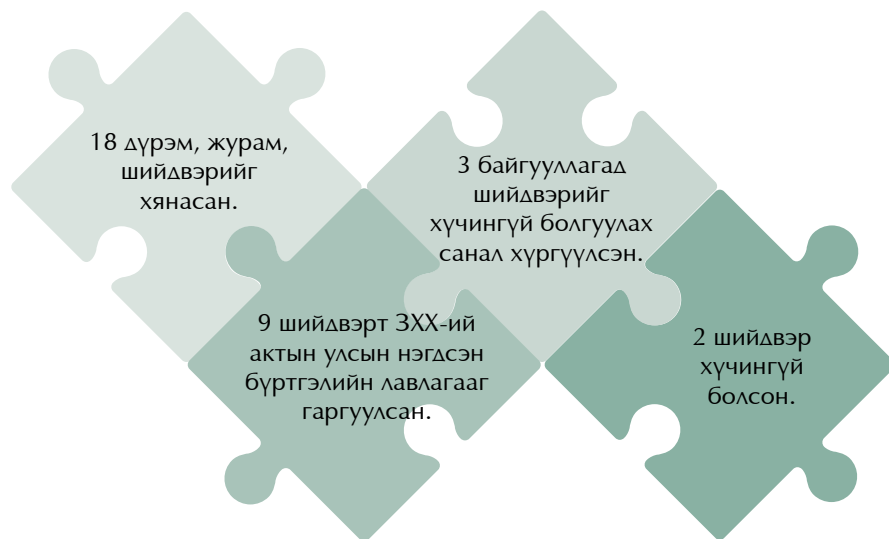 18 дүрэм, журам,
шийдвэрийг
хянасан.
9 шийдвэрт ЗХХ-ий
актын улсын нэгдсэн
бүртгэлийн лавлагааг
гаргуулсан.
3 байгууллагад
шийдвэрийг
хүчингүй болгуулах
санал хүргүүлсэн.
2 шийдвэр
хүчингүй
болсон.